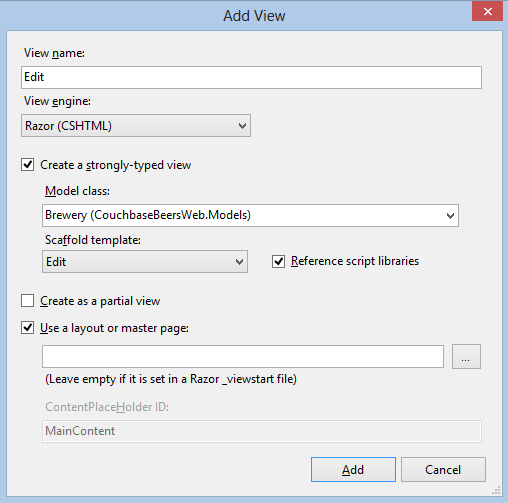 Add View
View name:
Edit
View engine:
Razor (CSHTML)
Create a strongly-typed view
Model class:
Brewery (CouchbaseBeersWeb.Models)
Scaffold template:
Edit
Reference script libraries
Create as a partial view
Use a layout or master page:
...
(Leave empty if it is set in a Razor _viewstart file)
ContentPlaceHolder ID:
MainContent
Add
Cancel